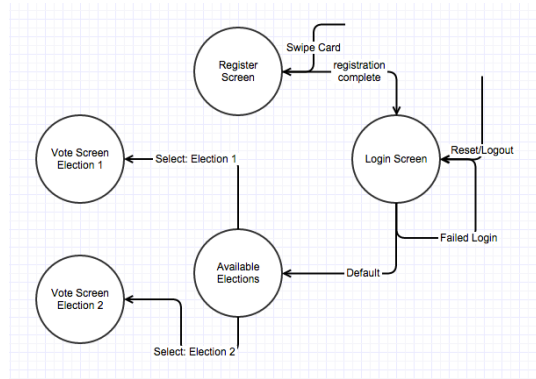 Swipe Card
Register
Screen
registration
complete
Vote Screen
Election 1
Select: Election 1
Login Screen
Reset/Logout
Failed Login
Available
Elections
Default
Vote Screen
Election 2
Select: Election 2